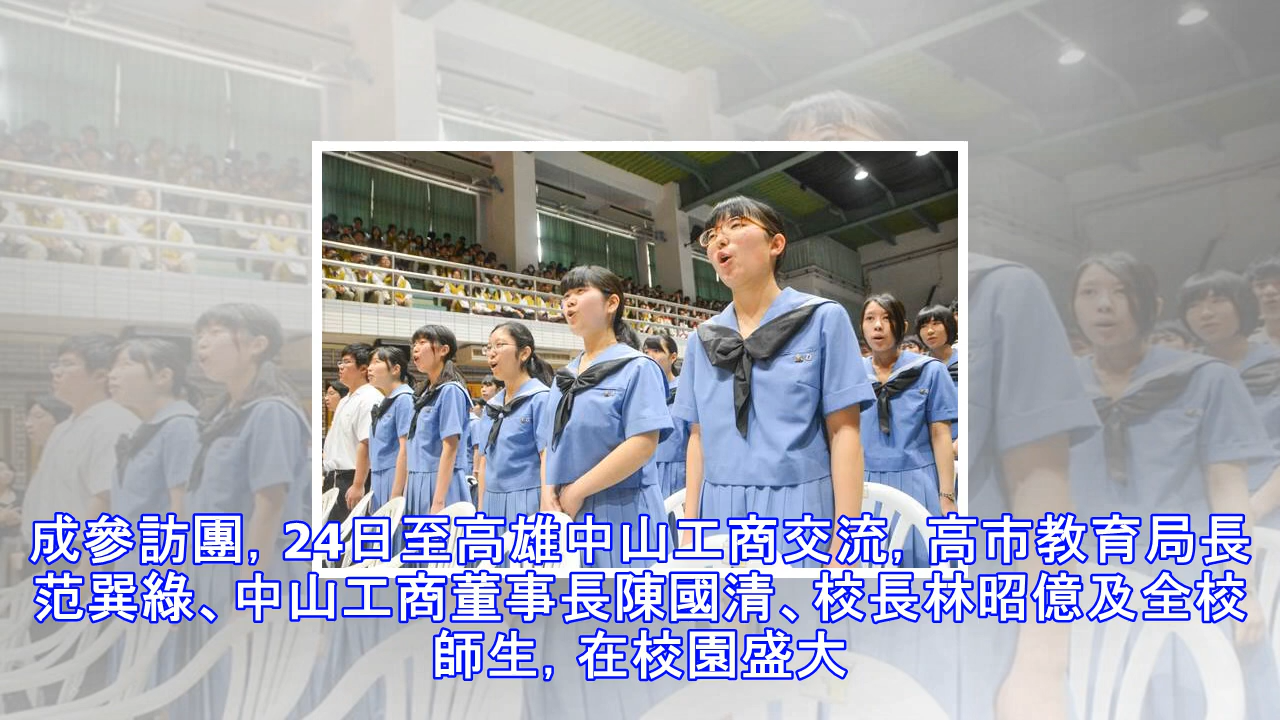 成參訪團, 24日至高雄中山工商交流, 高市教育局長
范巽綠、中山工商董事長陳國清、校長林昭億及全校
師生, 在校園盛大